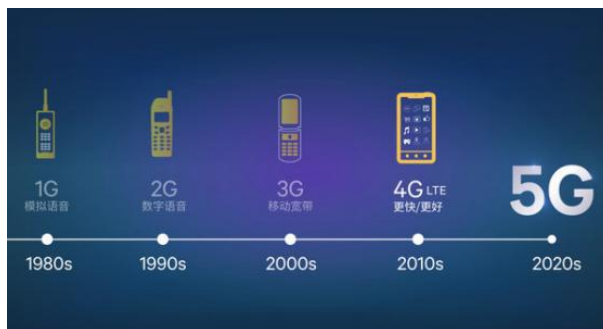 1G
模拟语音
2G
数字语音
3G
移动宽带
4G LTE
更快/更好
5G
1980s
1990s
2000s
2010s
2020s